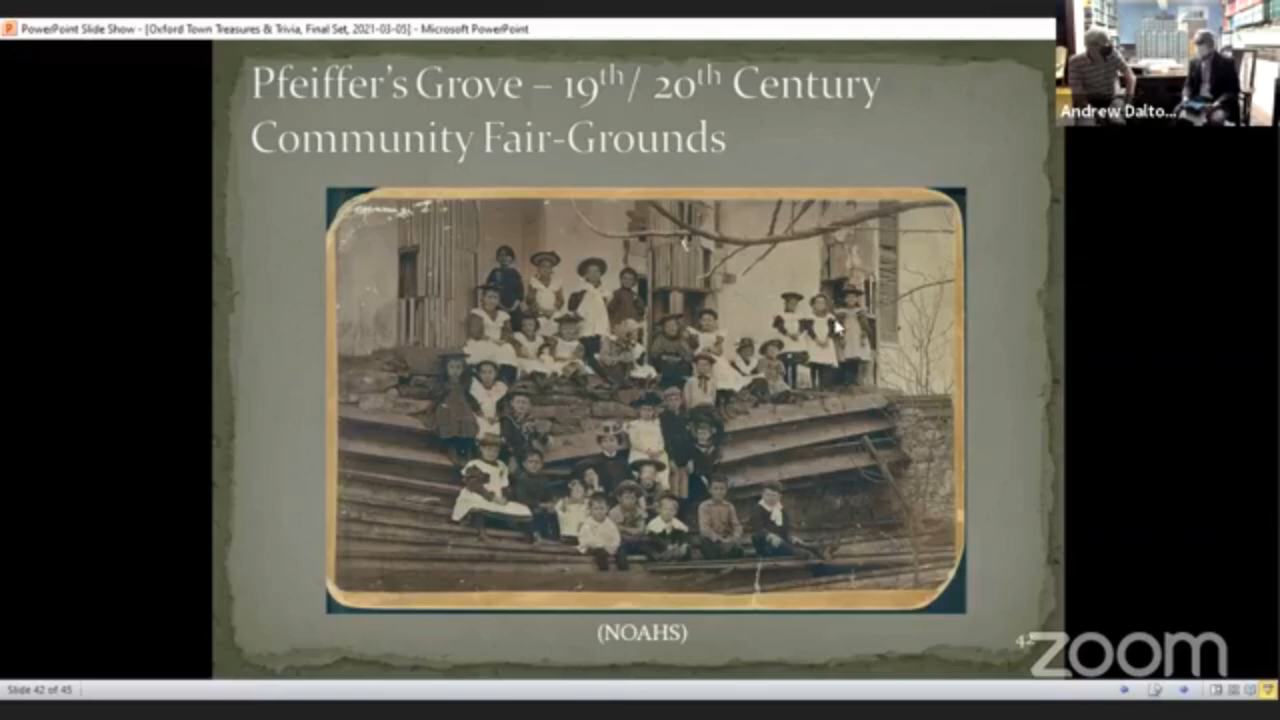 PowerPoint Slide Show - [Oxford Town Treasures & Trivia, Final Set, 2021-03-05] - Microsoft PowerPoint
Pfeiffer's Grove – 19th/ 20th Century
Community Fair-Grounds
Andrew Dalto...
(NOAHS)
zoom
Slide 42 of 45